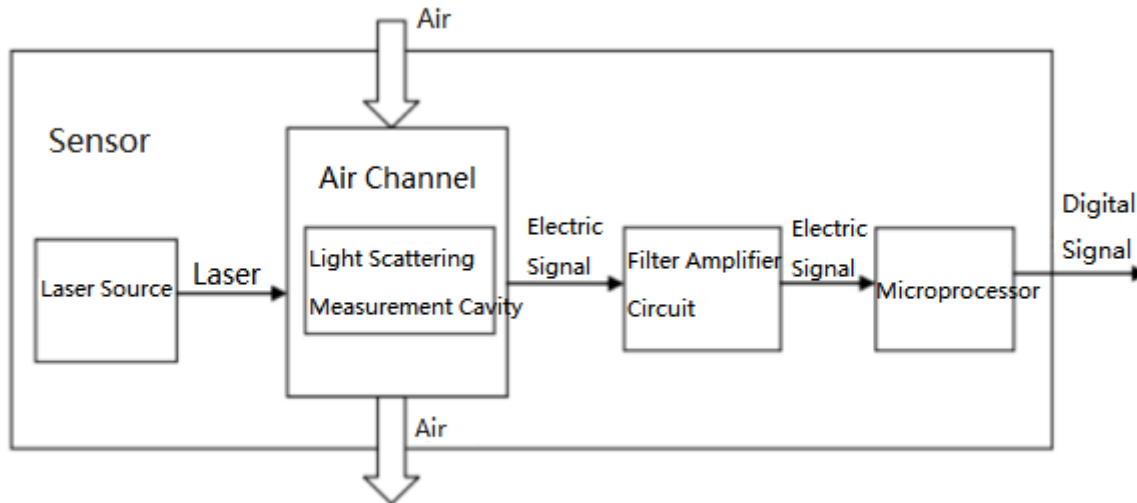 Air
Sensor
Air Channel
Laser Source
Laser
Light Scattering
Measurement Cavity
Electric
Signal
Filter Amplifier
Circuit
Electric
Signal
Microprocessor
Digital
Signal
Air